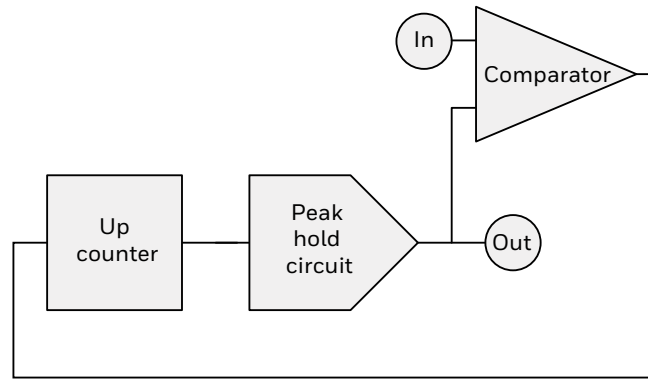 In
Comparator
Up
counter
Peak
hold
circuit
Out